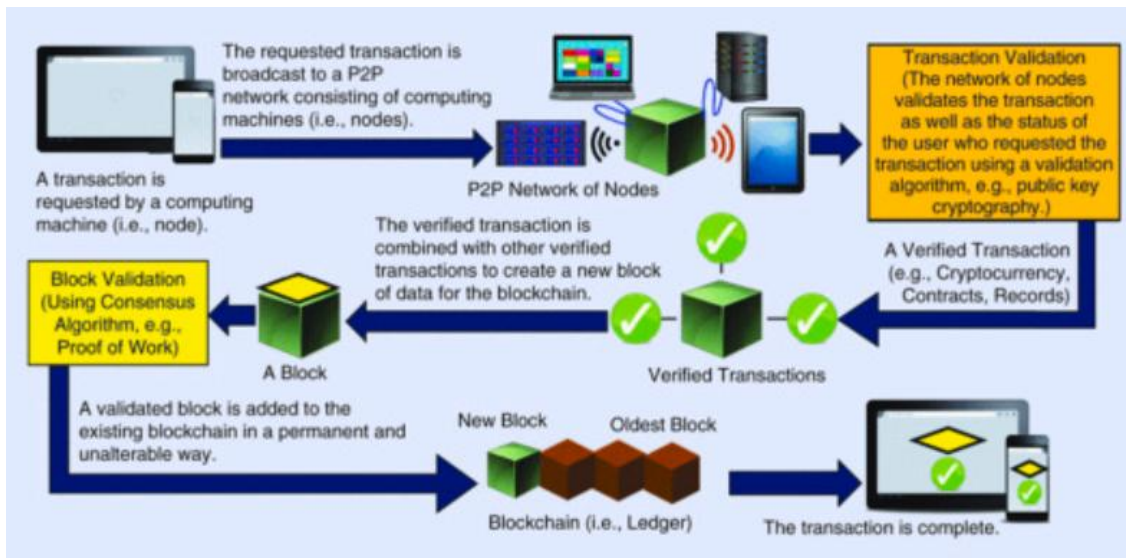 The requested transaction is
broadcast to a P2P
network consisting of computing
machines (i.e., nodes).
A transaction is
requested by a computing
machine (i.e., node).
P2P Network of Nodes
Transaction Validation
(The network of nodes
validates the transaction
as well as the status of
the user who requested the
transaction using a validation
algorithm, e.g., public key
cryptography.)
A Verified Transaction
(e.g., Cryptocurrency,
Contracts, Records)
Verified Transactions
The verified transaction is
combined with other verified
transactions to create a new block
of data for the blockchain.
A Block
Block Validation
(Using Consensus
Algorithm, e.g.,
Proof of Work)
A validated block is added to the
existing blockchain in a permanent and
unalterable way.
New Block
Oldest Block
Blockchain (i.e., Ledger)
The transaction is complete.